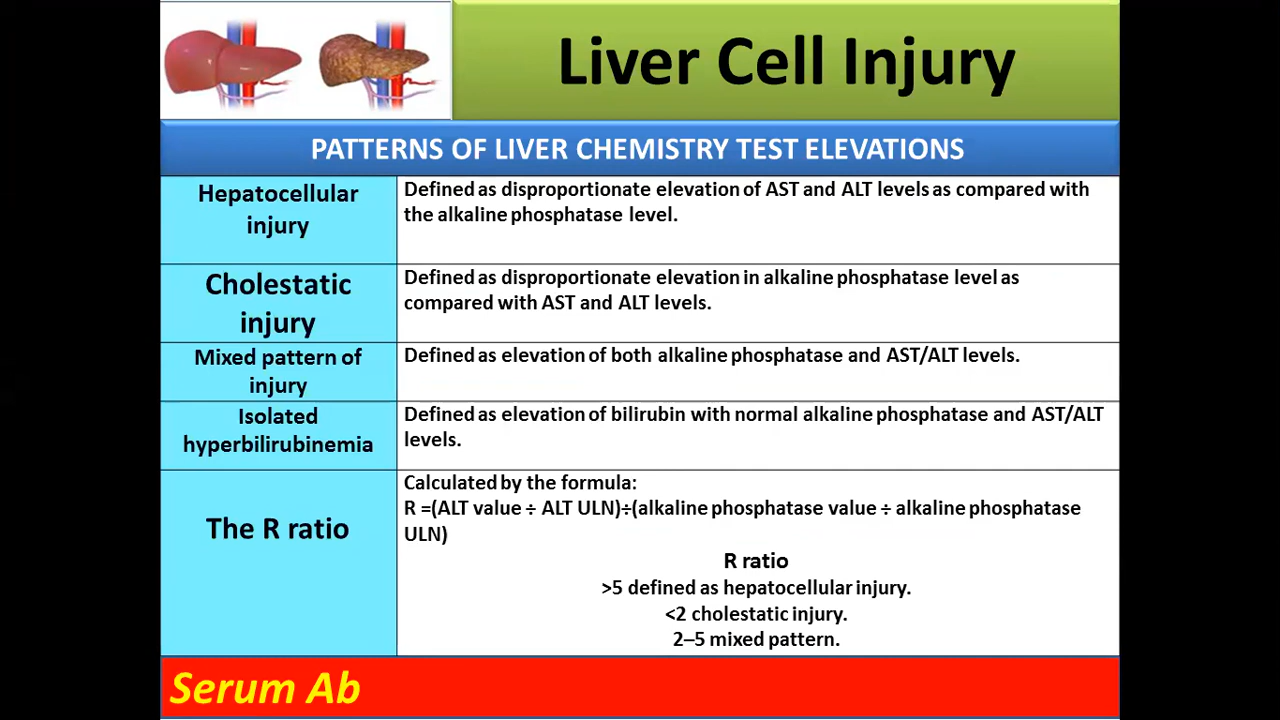 Liver Cell Injury
PATTERNS OF LIVER CHEMISTRY TEST ELEVATIONS
Hepatocellular
injury
Defined as disproportionate elevation of AST and ALT levels as compared with
the alkaline phosphatase level.
Cholestatic
injury
Defined as disproportionate elevation in alkaline phosphatase level as
compared with AST and ALT levels.
Mixed pattern of
injury
Defined as elevation of both alkaline phosphatase and AST/ALT levels.
Isolated
hyperbilirubinemia
Defined as elevation of bilirubin with normal alkaline phosphatase and AST/ALT
levels.
The R ratio
Calculated by the formula:
R =(ALT value ÷ ALT ULN)÷(alkaline phosphatase value ÷ alkaline phosphatase
ULN)
R ratio
>5 defined as hepatocellular injury.
<2 cholestatic injury.
2–5 mixed pattern.
Serum Ab